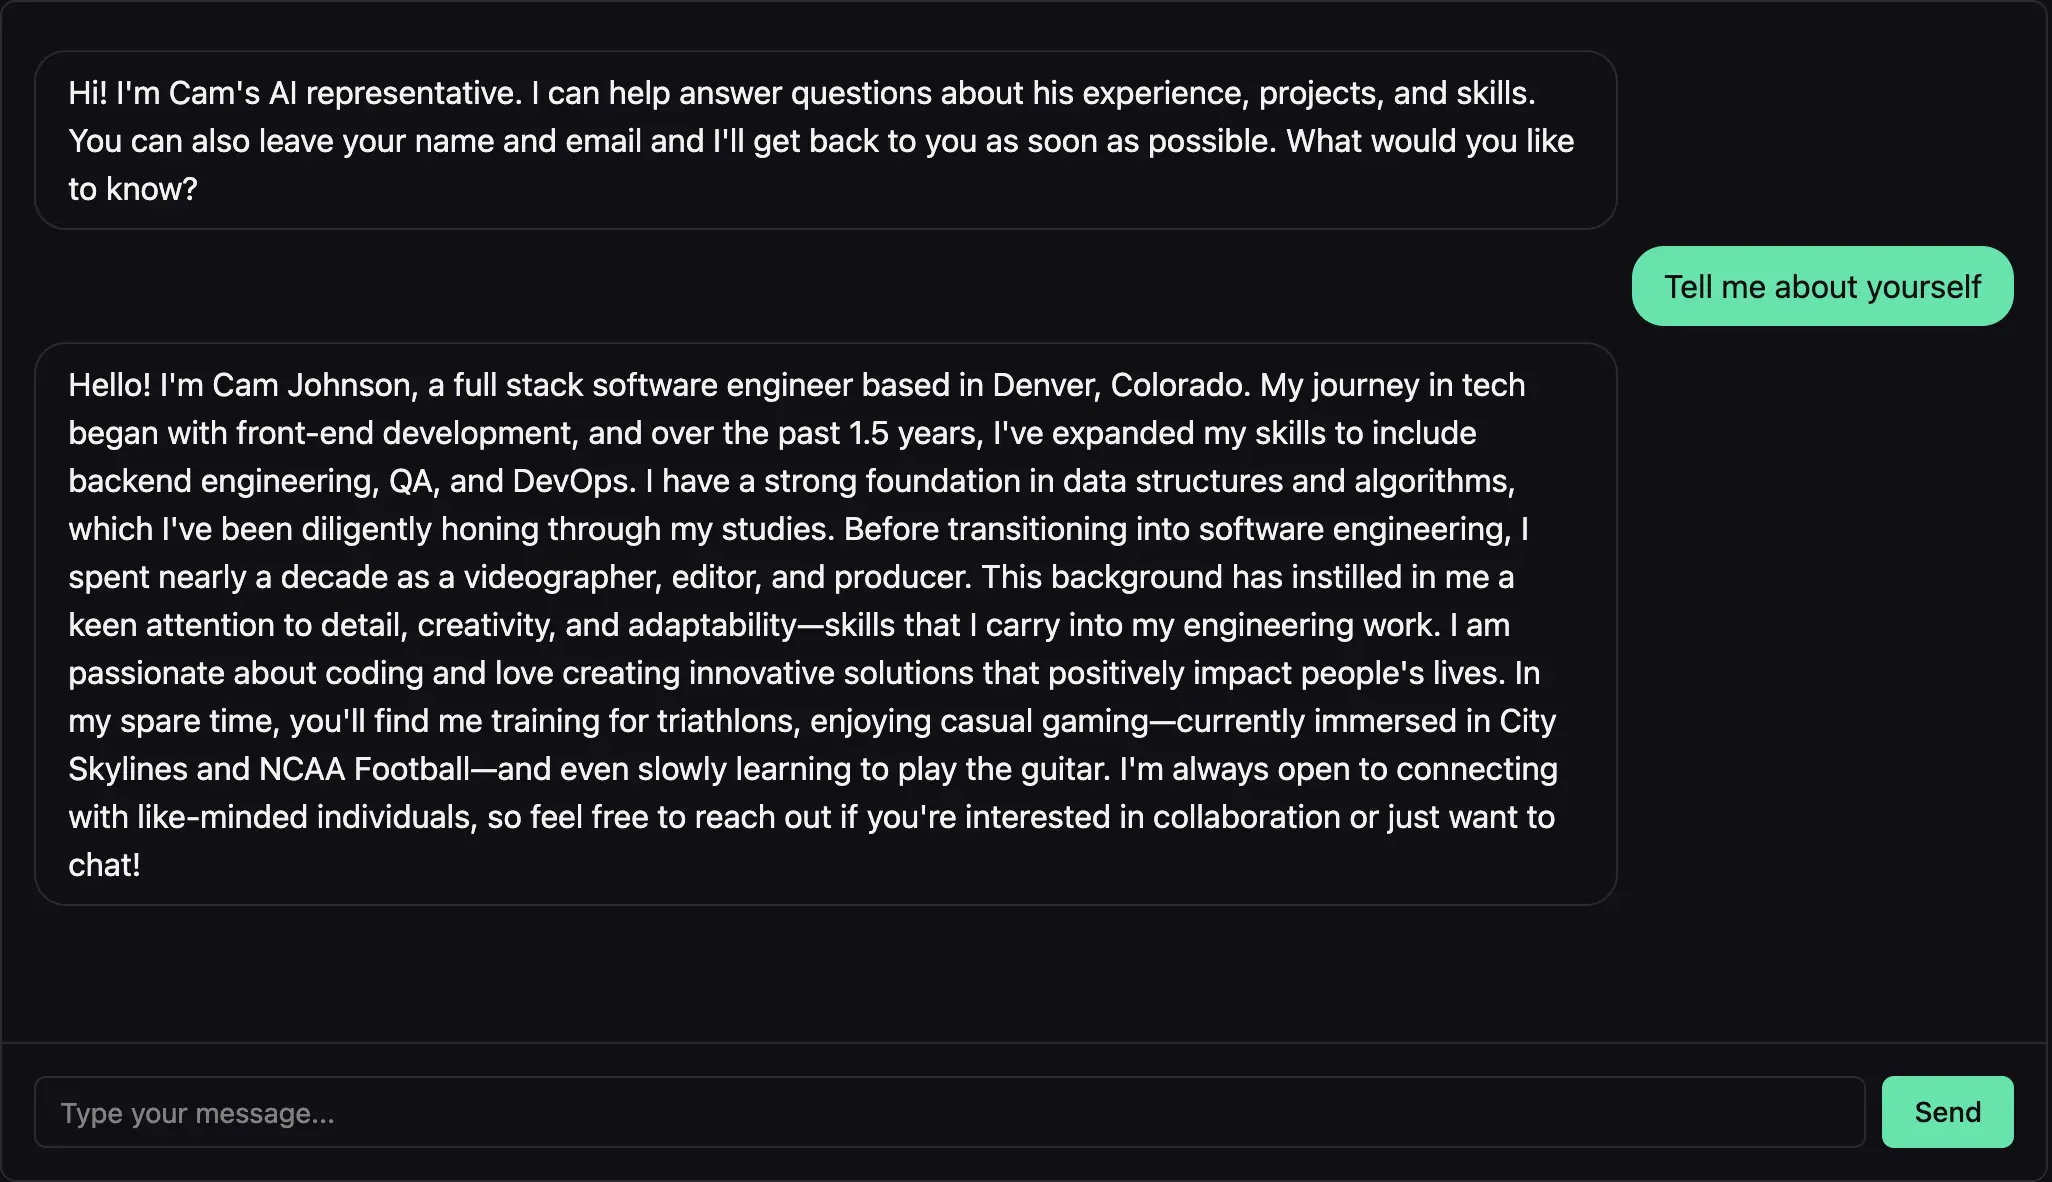 Hi! I'm Cam's AI representative. I can help answer questions about his experience, projects, and skills.
You can also leave your name and email and I'll get back to you as soon as possible. What would you like
to know?
Tell me about yourself
Hello! I'm Cam Johnson, a full stack software engineer based in Denver, Colorado. My journey in tech
began with front-end development, and over the past 1.5 years, I've expanded my skills to include
backend engineering, QA, and DevOps. I have a strong foundation in data structures and algorithms,
which I've been diligently honing through my studies. Before transitioning into software engineering, I
spent nearly a decade as a videographer, editor, and producer. This background has instilled in me a
keen attention to detail, creativity, and adaptability—skills that I carry into my engineering work. I am
passionate about coding and love creating innovative solutions that positively impact people's lives. In
my spare time, you'll find me training for triathlons, enjoying casual gaming—currently immersed in City
Skylines and NCAA Football—and even slowly learning to play the guitar. I'm always open to connecting
with like-minded individuals, so feel free to reach out if you're interested in collaboration or just want to
chat!
Type your message...
Send